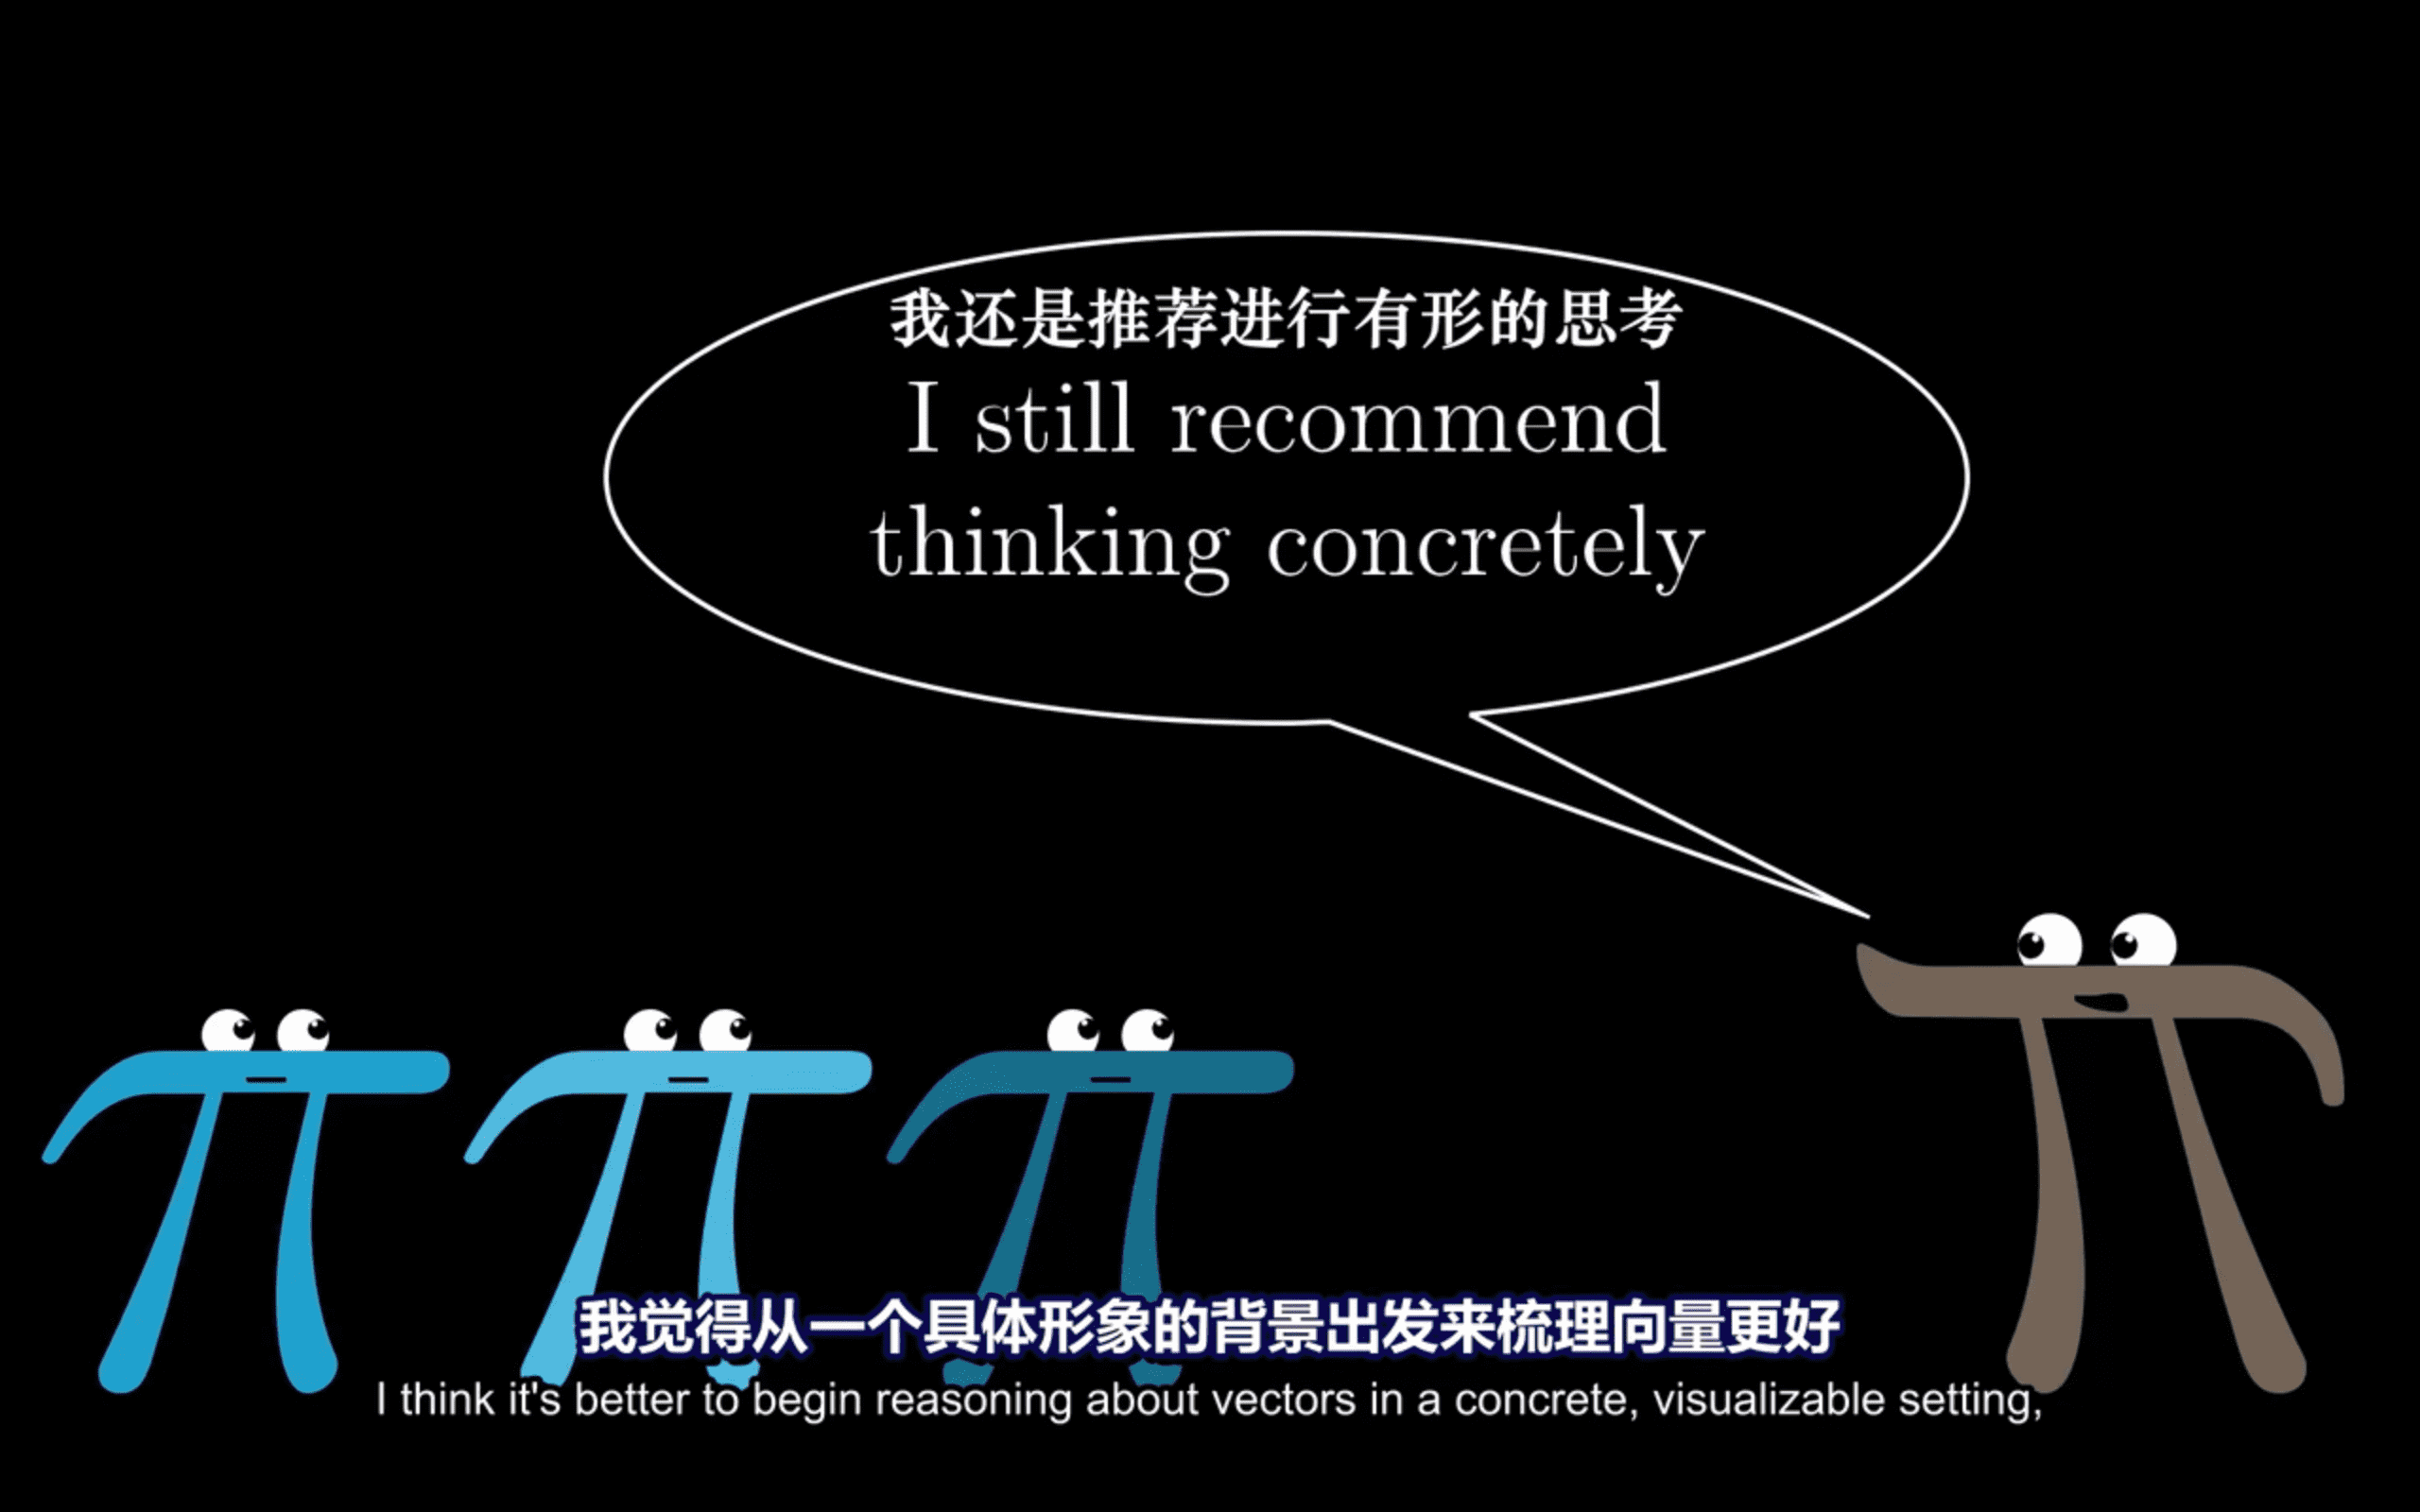 我还是推荐进行有形的思考
I still recommend
thinking concretely
我觉得从一个具体形象的背景出发来梳理向量更好
I think it's better to begin reasoning about vectors in a concrete, visualizable setting,